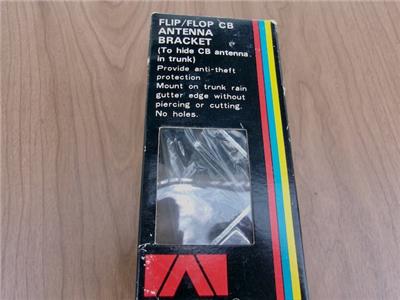 FLIP/FLOP CB
ANTENNA
BRACKET
(To hide CB antenna
in trunk)
Provide anti-theft
protection
Mount on trunk rain
gutter edge without
piercing or cutting.
No holes.